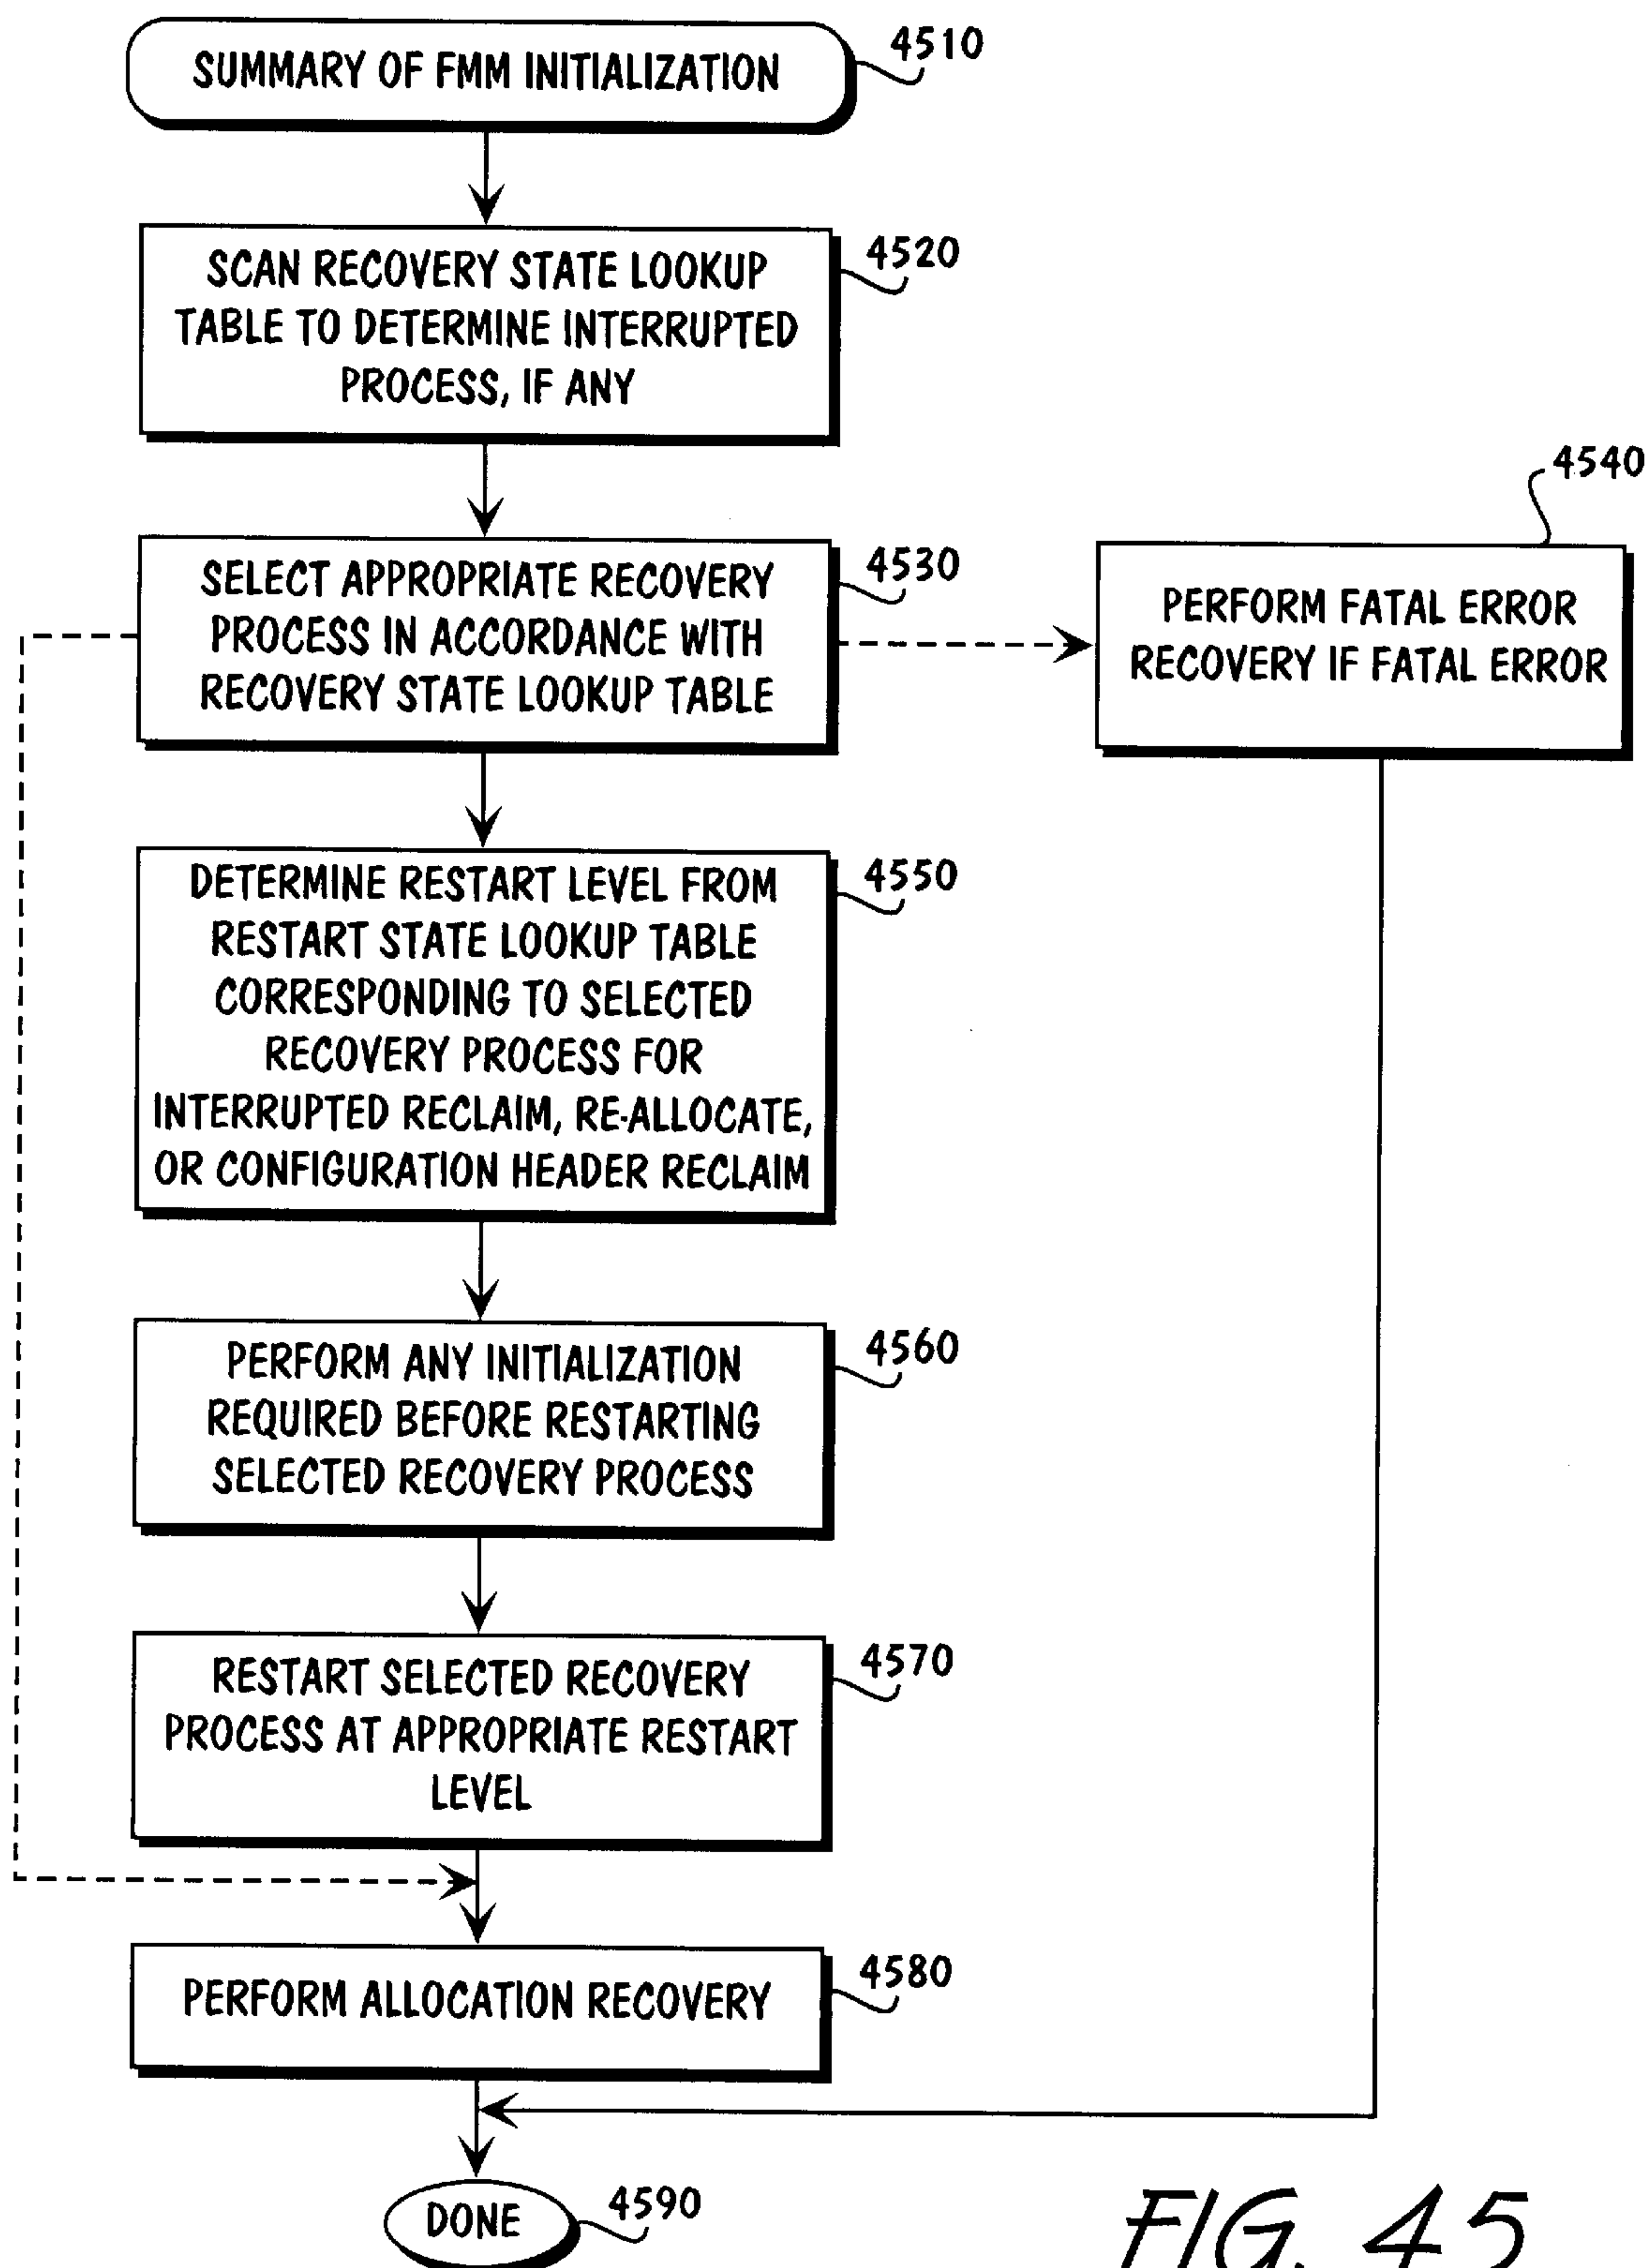 SUMMARY OF FMM INITIALIZATION
4510
SCAN RECOVERY STATE LOOKUP
TABLE TO DETERMINE INTERRUPTED
PROCESS, IF ANY
4520
SELECT APPROPRIATE RECOVERY
PROCESS IN ACCORDANCE WITH
RECOVERY STATE LOOKUP TABLE
4530
4540
PERFORM FATAL ERROR
RECOVERY IF FATAL ERROR
DETERMINE RESTART LEVEL FROM
RESTART STATE LOOKUP TABLE
CORRESPONDING TO SELECTED
RECOVERY PROCESS FOR
INTERRUPTED RECLAIM, RE-ALLOCATE,
OR CONFIGURATION HEADER RECLAIM
4550
PERFORM ANY INITIALIZATION
REQUIRED BEFORE RESTARTING
SELECTED RECOVERY PROCESS
4560
RESTART SELECTED RECOVERY
PROCESS AT APPROPRIATE RESTART
LEVEL
4570
PERFORM ALLOCATION RECOVERY
4580
DONE
4590
FIG. 45